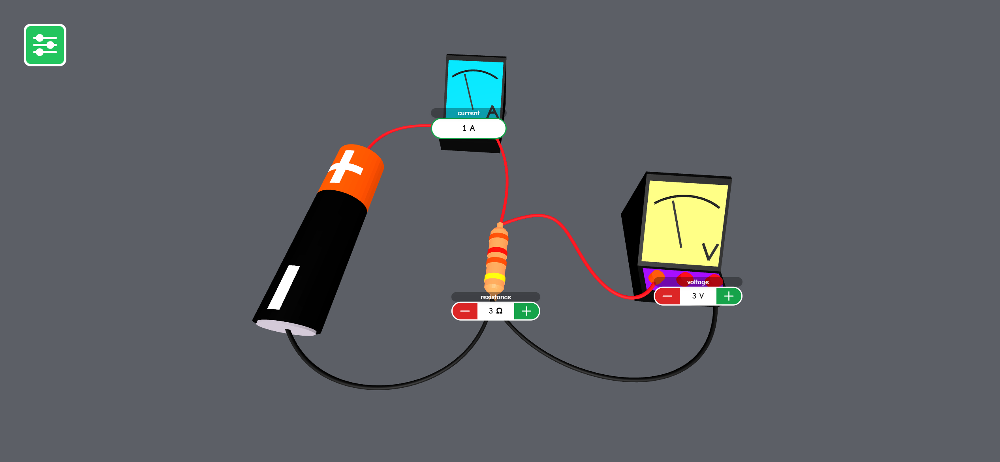 A
current
1 A
V
voltage
3 V
resistance
3 Ω